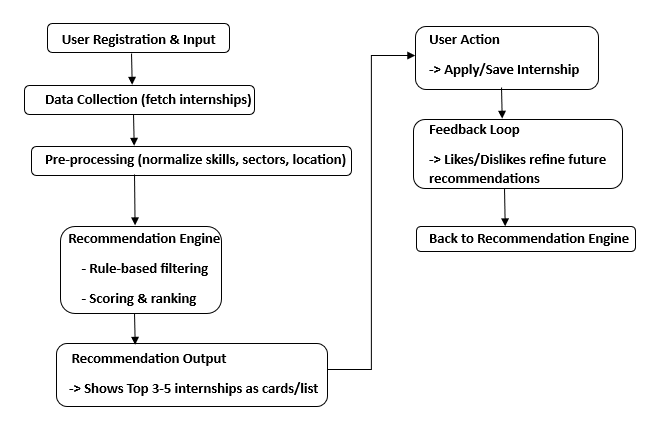 User Registration & Input
Data Collection (fetch internships)
Pre-processing (normalize skills, sectors, location)
Recommendation Engine
- Rule-based filtering
- Scoring & ranking
Recommendation Output
-> Shows Top 3-5 internships as cards/list
User Action
-> Apply/Save Internship
Feedback Loop
-> Likes/Dislikes refine future
recommendations
Back to Recommendation Engine